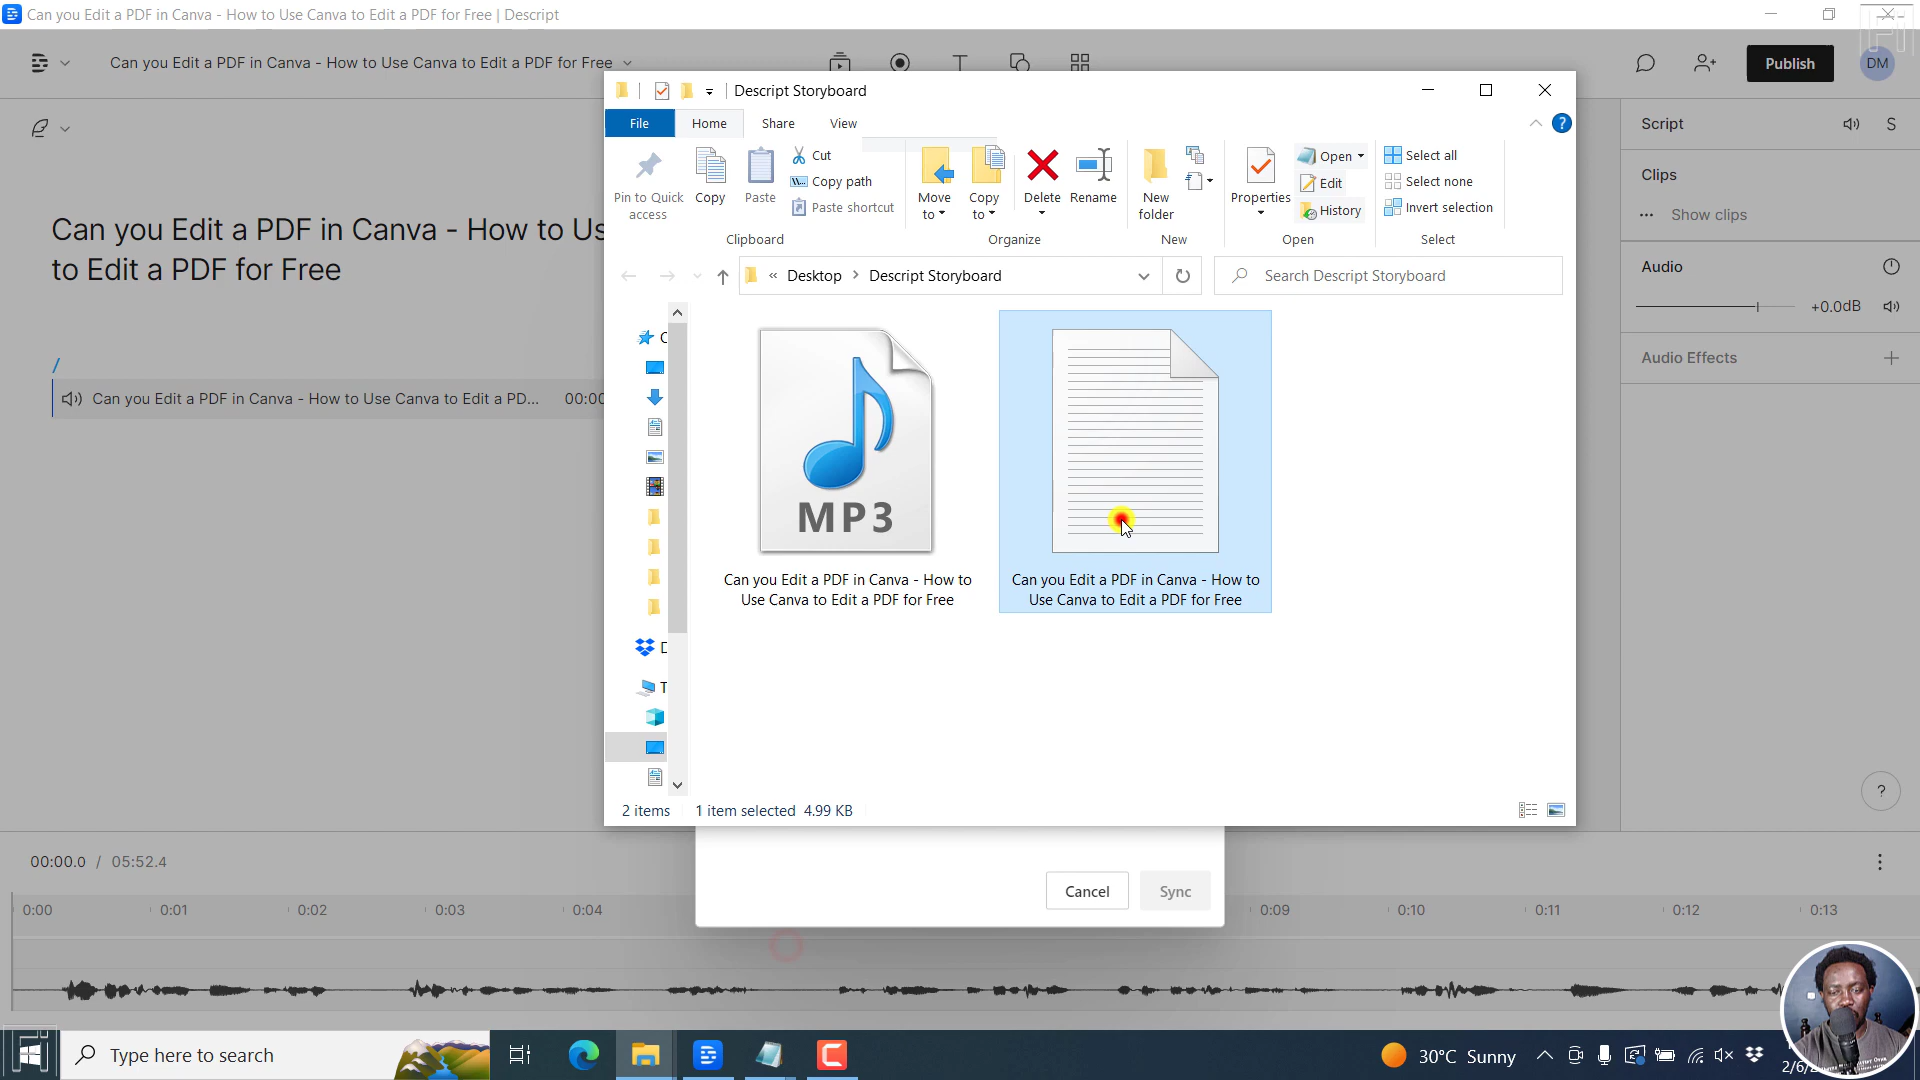 Can you Edit a PDF in Canva - How to Use Canva to Edit a PDF for Free | Descript
Can you Edit a PDF in Canva - How to Use Canva to Edit a PDF for Free
Publish
DM
Descript Storyboard
File
Home
Share
View
Pin to Quick
access
Copy
Paste
Cut
Copy path
Paste shortcut
Clipboard
Move
to
Copy
to
Delete
Rename
Organize
New
folder
New
Properties
Open
Edit
History
Open
Select all
Select none
Invert selection
Select
« Desktop > Descript Storyboard
Search Descript Storyboard
Script
S
Clips
Show clips
Audio
+0.0dB
Audio Effects
Can you Edit a PDF in Canva - How to Us
to Edit a PDF for Free
/
Can you Edit a PDF in Canva - How to Use Canva to Edit a PD...
00:00
MP3
Can you Edit a PDF in Canva - How to
Use Canva to Edit a PDF for Free
Can you Edit a PDF in Canva - How to
Use Canva to Edit a PDF for Free
2 items
1 item selected 4.99 KB
?
Cancel
Sync
00:00.0 / 05:52.4
0:00
0:01
0:02
0:03
0:04
0:09
0:10
0:11
0:12
0:13
Type here to search
30°C Sunny